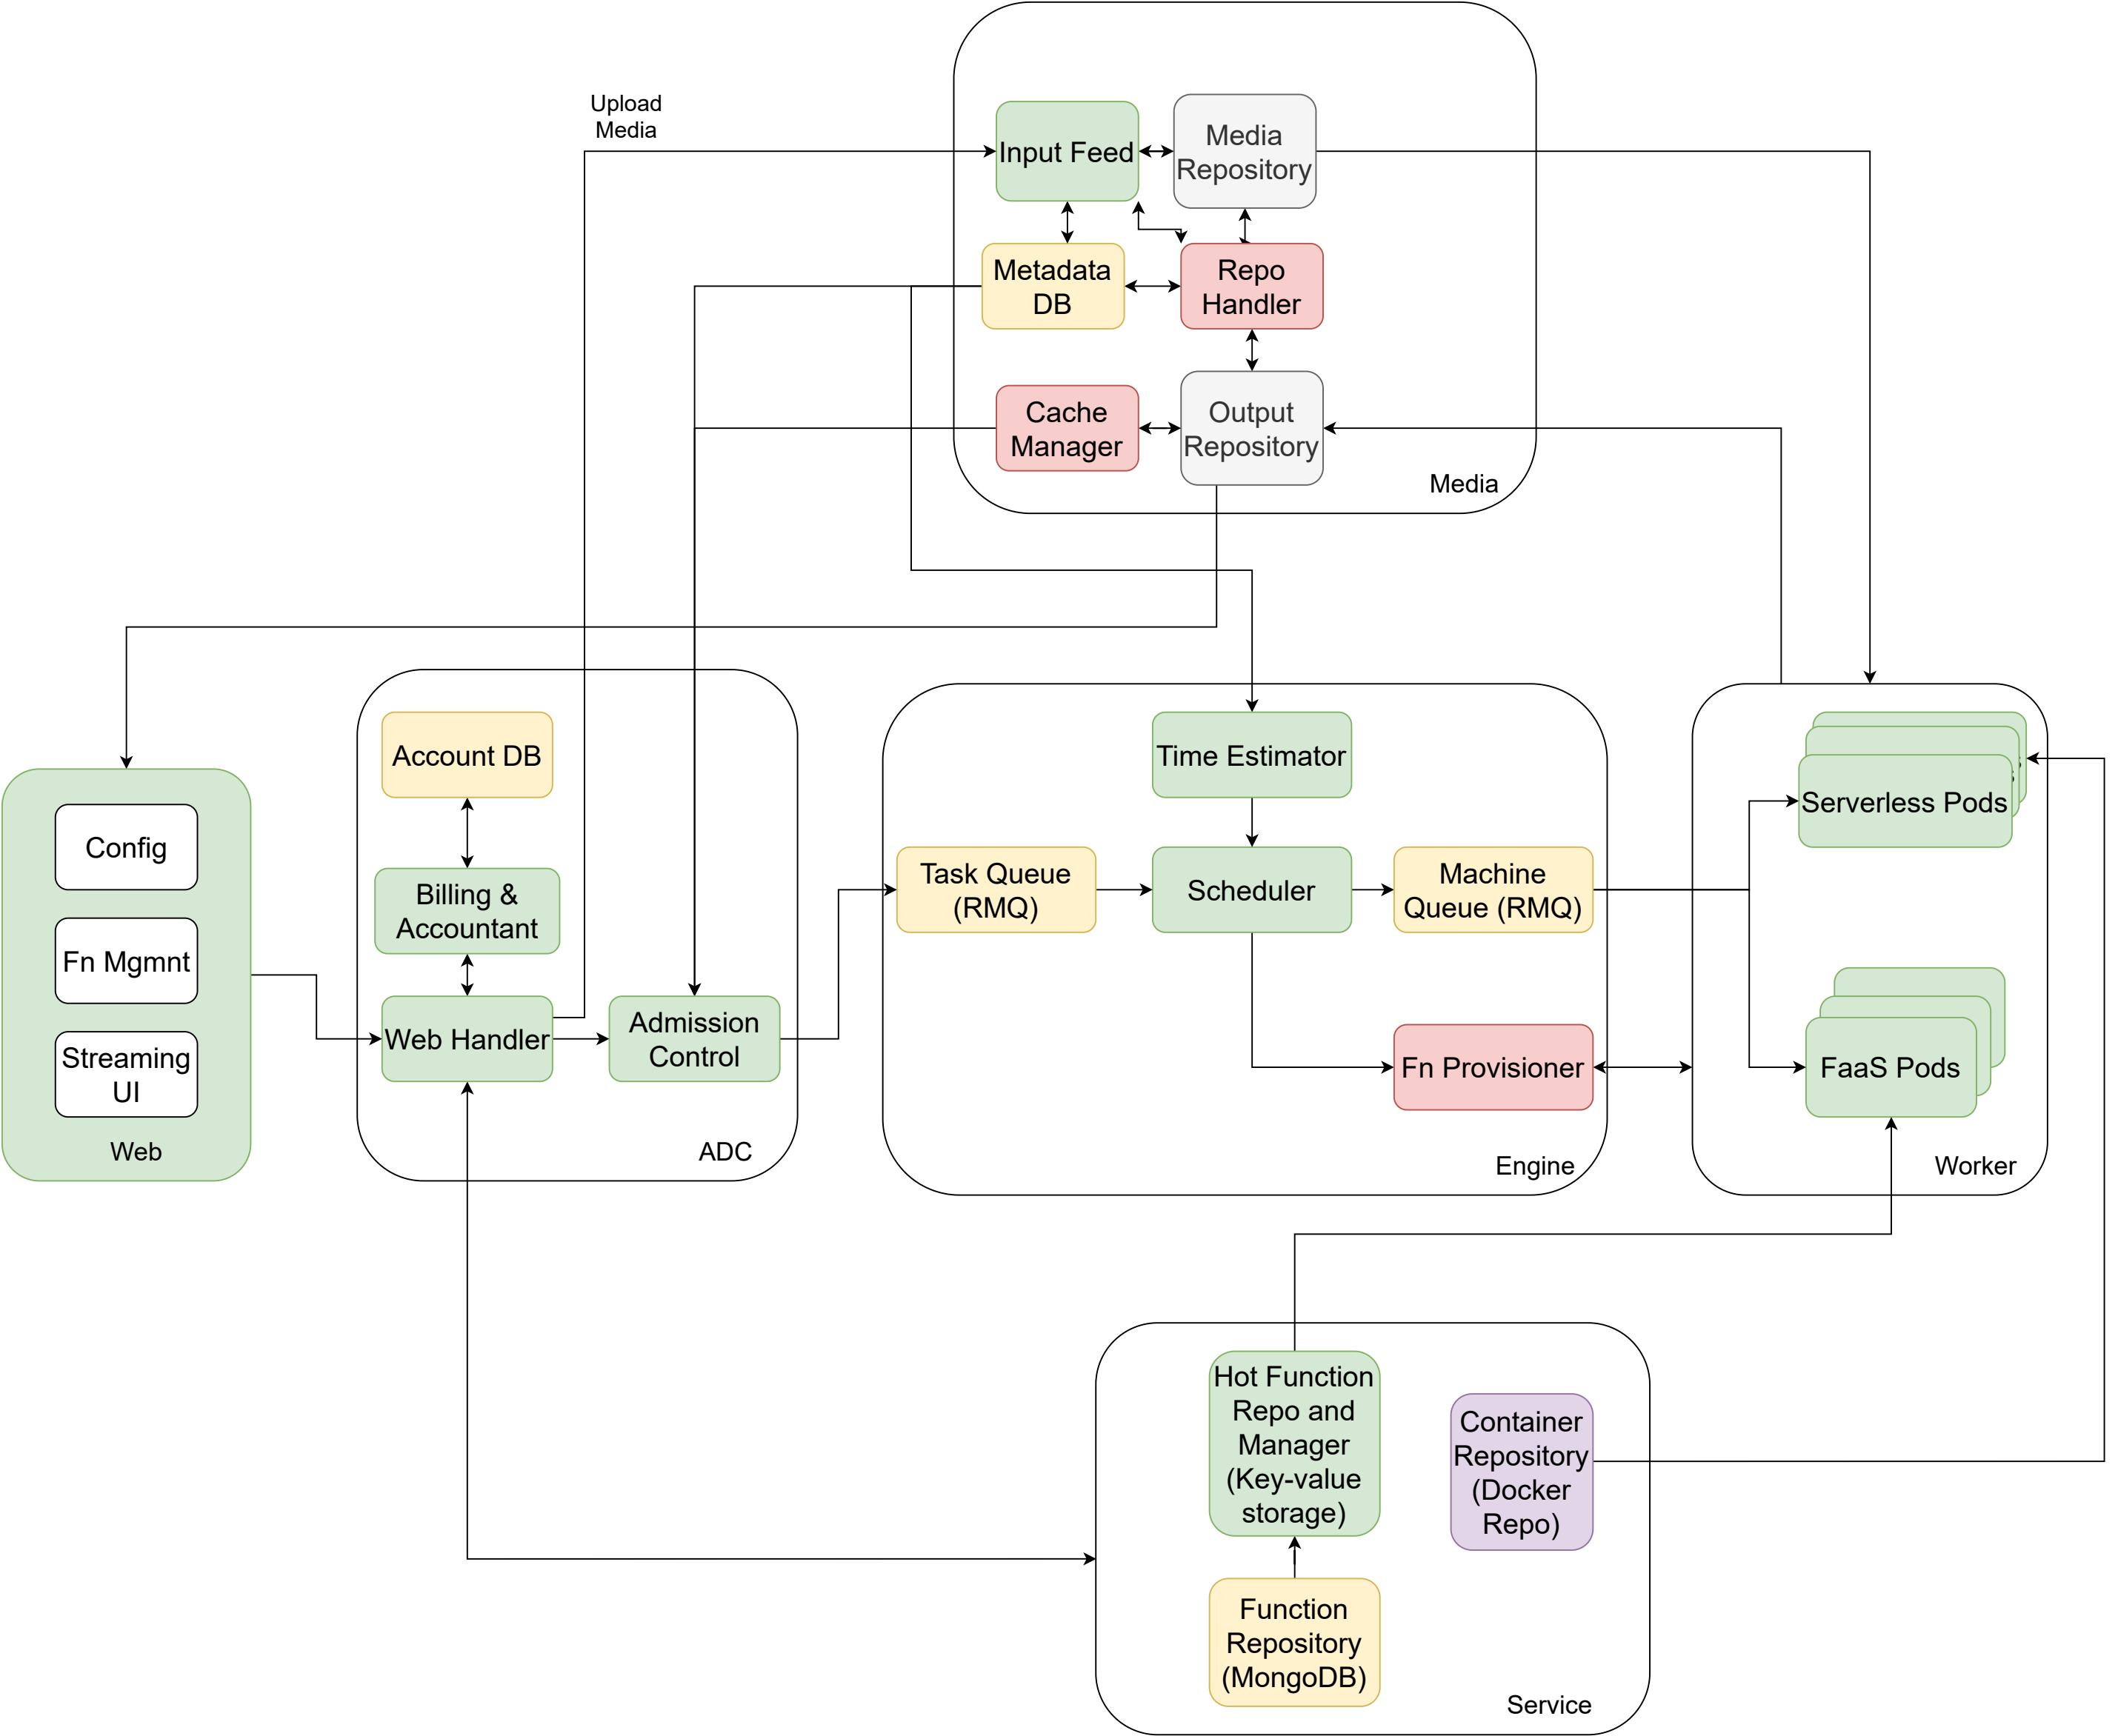 Upload
Media
Input Feed
Media
Repository
Metadata
DB
Repo
Handler
Cache
Manager
Output
Repository
Media
Config
Fn Mgmnt
Streaming
UI
Web
Account DB
Billing &
Accountant
Web Handler
Admission
Control
ADC
Time Estimator
Task Queue
(RMQ)
Scheduler
Machine
Queue (RMQ)
Fn Provisioner
Engine
Serverless Pods
FaaS Pods
Worker
Hot Function
Repo and
Manager
(Key-value
storage)
Container
Repository
(Docker
Repo)
Function
Repository
(MongoDB)
Service